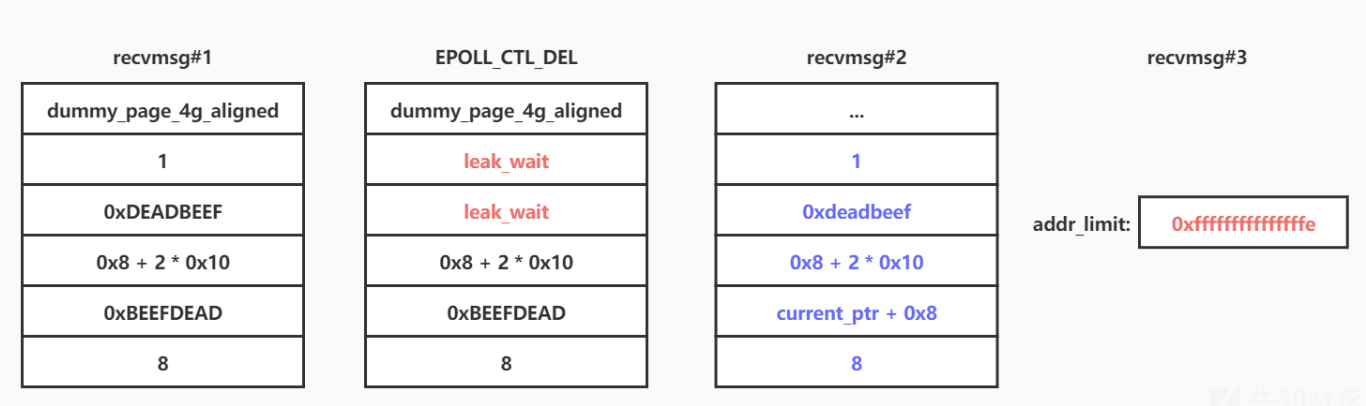 recvmsg#1
dummy_page_4g_aligned
1
0xDEADBEEF
0x8 + 2 * 0x10
0xBEEFDEAD
8
EPOLL_CTL_DEL
dummy_page_4g_aligned
leak_wait
leak_wait
0x8 + 2 * 0x10
0xBEEFDEAD
8
recvmsg#2
...
1
0xdeadbeef
0x8 + 2 * 0x10
current_ptr + 0x8
8
recvmsg#3
addr_limit: 0xfffffffffffffffe
先知社区